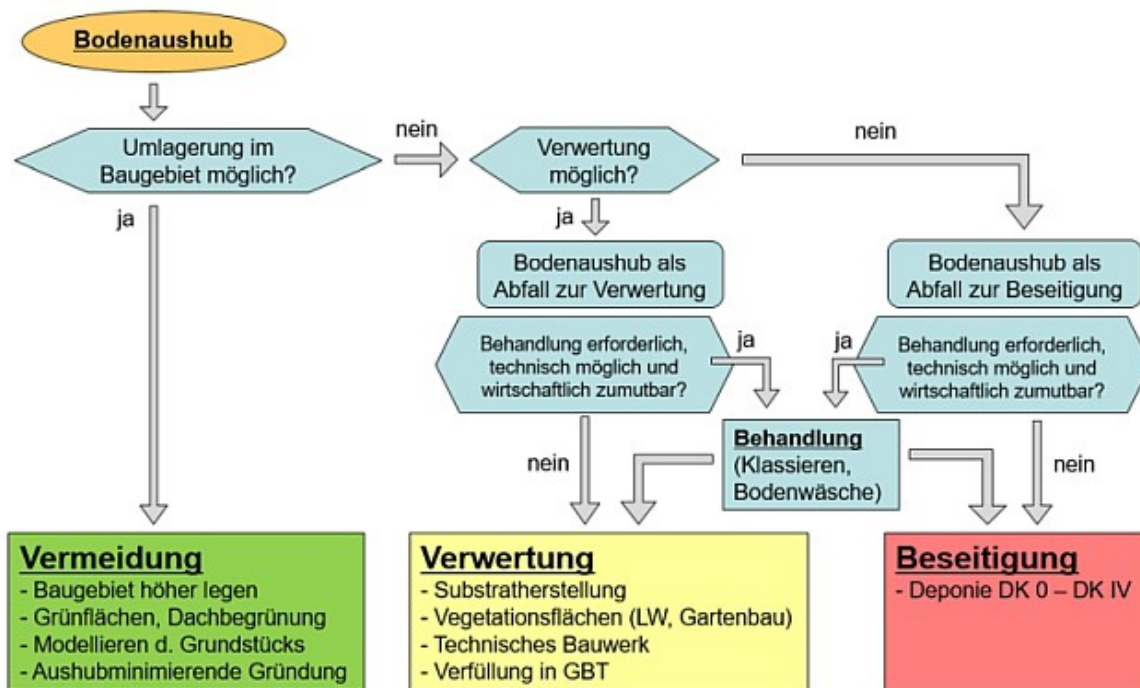 Bodenaushub
Umlagerung im
Baugebiet möglich?
nein
Verwertung
möglich?
nein
ja
ja
Bodenaushub als
Abfall zur Verwertung
Bodenaushub als
Abfall zur Beseitigung
Behandlung erforderlich,
technisch möglich und
wirtschaftlich zumutbar?
ja
ja
Behandlung erforderlich,
technisch möglich und
wirtschaftlich zumutbar?
Behandlung
(Klassieren,
Bodenwäsche)
nein
nein
Vermeidung
- Baugebiet höher legen
- Grünflächen, Dachbegrünung
- Modellieren d. Grundstücks
- Aushubminimierende Gründung
Verwertung
- Substratherstellung
- Vegetationsflächen (LW, Gartenbau)
- Technisches Bauwerk
- Verfüllung in GBT
Beseitigung
- Deponie DK 0 – DK IV